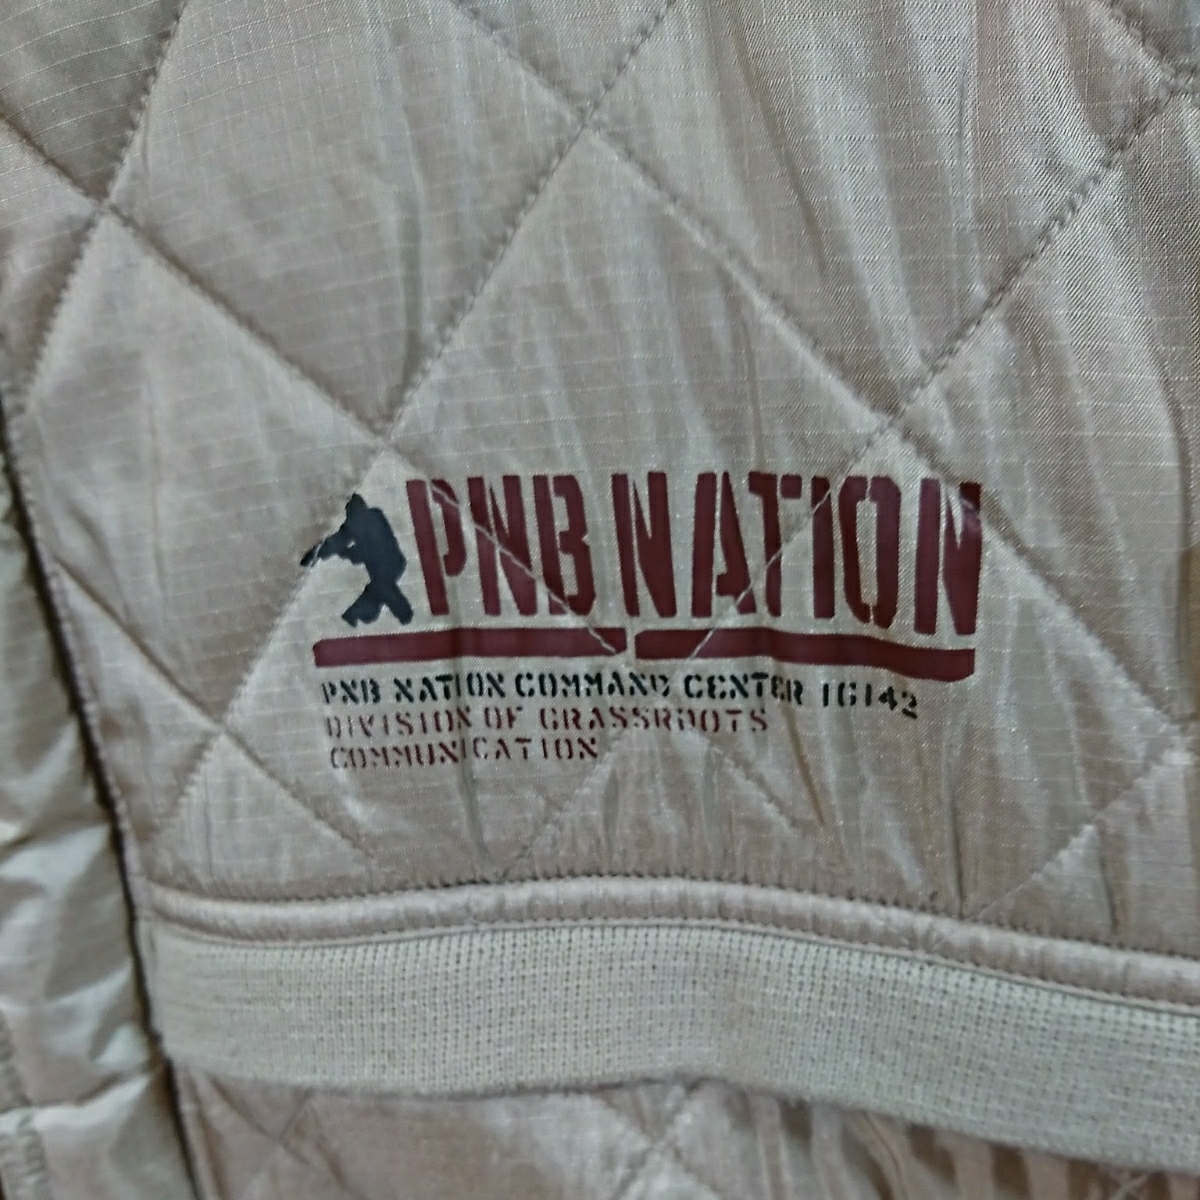 PNB NATION
PNB NATION COMMAND CENTER 16142
DIVISION OF GRASSROOTS
COMMUNICATION